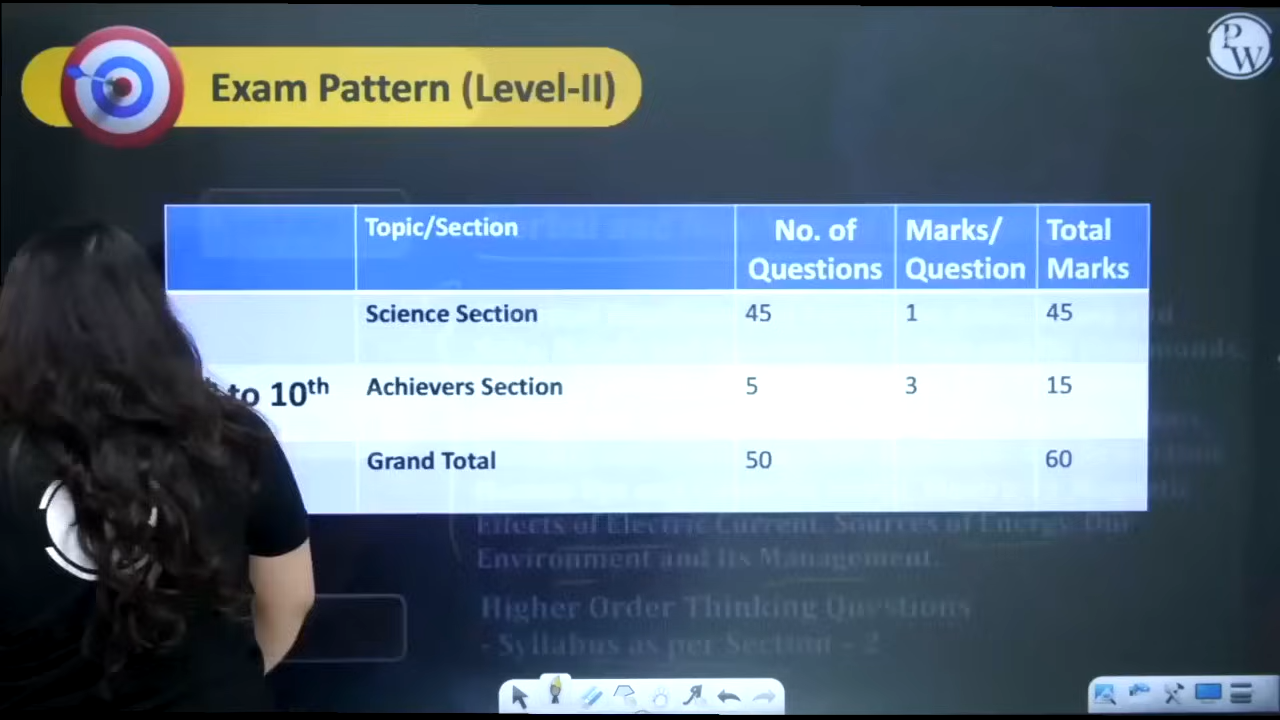 Exam Pattern (Level-II)
PW
Topic/Section
No. of Questions
Marks/ Question
Total Marks
Science Section 45 1 45
to 10th
Achievers Section 5 3 15
Grand Total 50 60
Effects of Electric Current, Sources of Energy, Our
Environment and Its Management.
Higher Order Thinking Questions
- Syllabus as per Section - 2